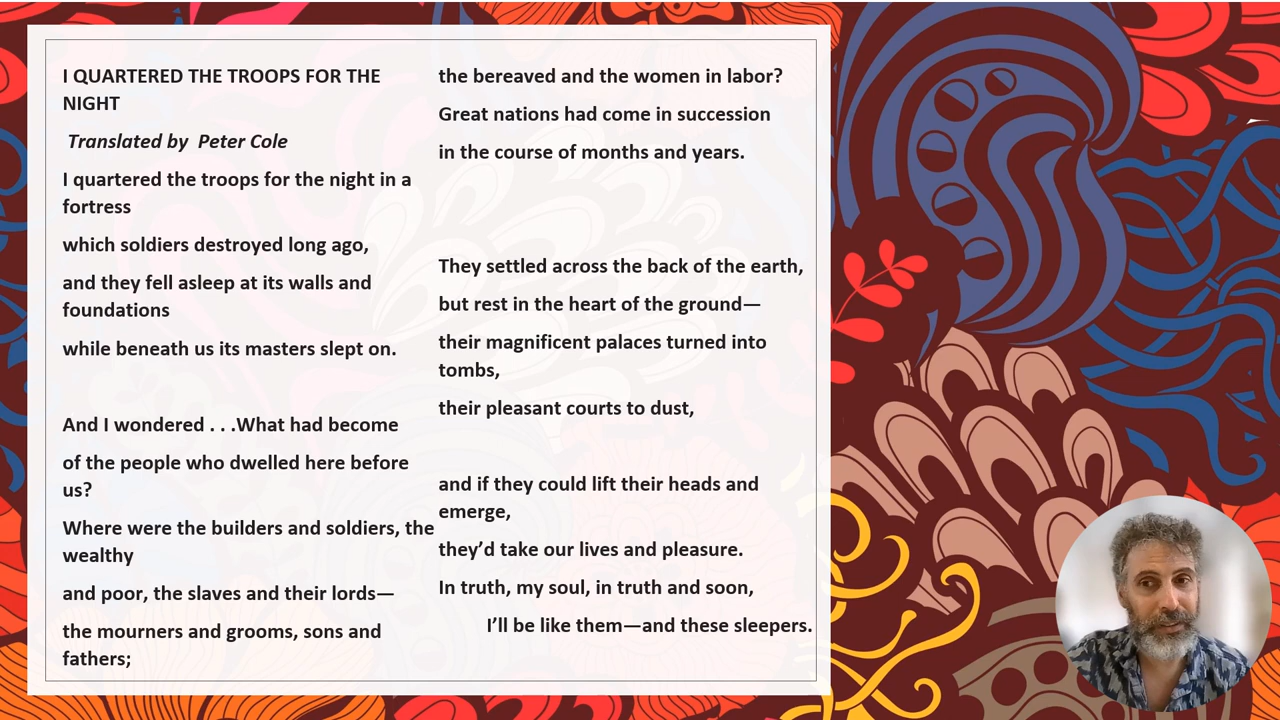 I QUARTERED THE TROOPS FOR THE
NIGHT
Translated by  Peter Cole
I quartered the troops for the night in a
fortress
which soldiers destroyed long ago,
and they fell asleep at its walls and
foundations
while beneath us its masters slept on.
And I wondered . . .What had become
of the people who dwelled here before
us?
Where were the builders and soldiers, the
wealthy
and poor, the slaves and their lords—
the mourners and grooms, sons and
fathers;
the bereaved and the women in labor?
Great nations had come in succession
in the course of months and years.
They settled across the back of the earth,
but rest in the heart of the ground—
their magnificent palaces turned into
tombs,
their pleasant courts to dust,
and if they could lift their heads and
emerge,
they’d take our lives and pleasure.
In truth, my soul, in truth and soon,
I’ll be like them—and these sleepers.